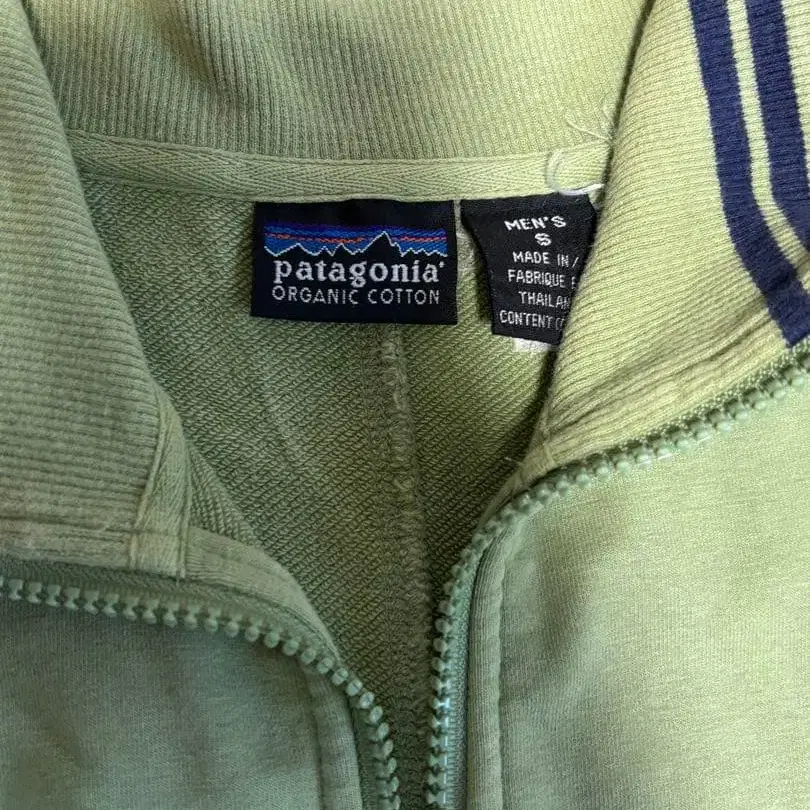 patagonia®
ORGANIC COTTON
MEN'S
S
MADE IN /
FABRIQUE
THAILAN
CONTENT